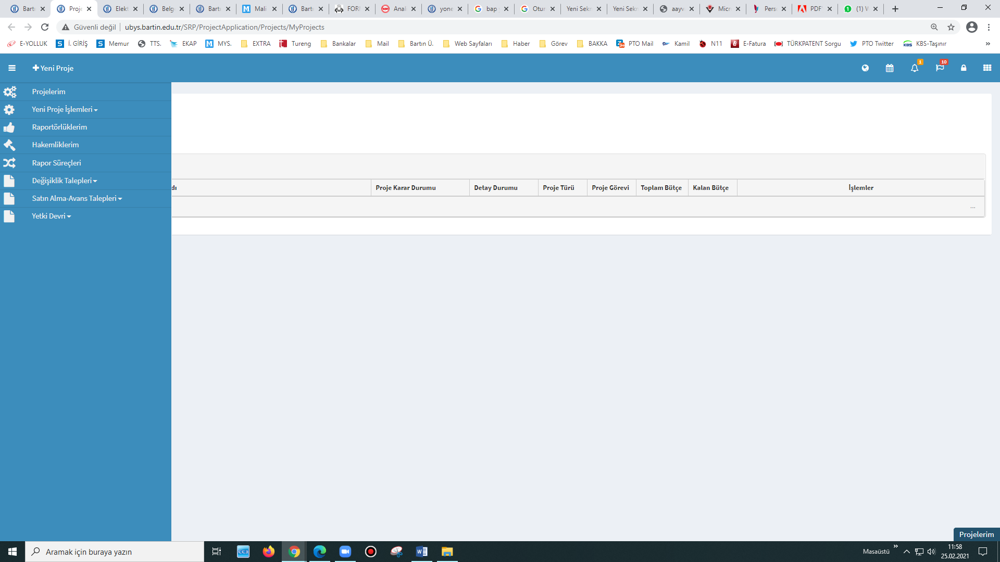 Bartı Proje Elekt Belg Bartı Mali Bartı FORM Anal yone bap Otur Yeni Sekm Yeni Sekm aayv Micr Perso PDF (1) W
Güvenli değil ubys.bartin.edu.tr/SRP/ProjectApplication/Projects/MyProjects
E-YOLLUK İ. GİRİŞ Memur TTS. EKAP MYS. EXTRA Tureng Bankalar Mail Bartın Ü. Web Sayfaları Haber Görev BAKKA PTO Mail Kamil N11 E-Fatura TÜRKPATENT Sorgu PTO Twitter KBS-Taşınır »
Yeni Proje 1 10
Projelerim
Yeni Proje İşlemleri
Raportörlüklerim
Hakemliklerim
Rapor Süreçleri
Değişiklik Talepleri
Satın Alma-Avans Talepleri
Yetki Devri
dı Proje Karar Durumu Detay Durumu Proje Türü Proje Görevi Toplam Bütçe Kalan Bütçe İşlemler
...
Projelerim
Aramak için buraya yazın
Masaüstü »
11:58
25.02.2021